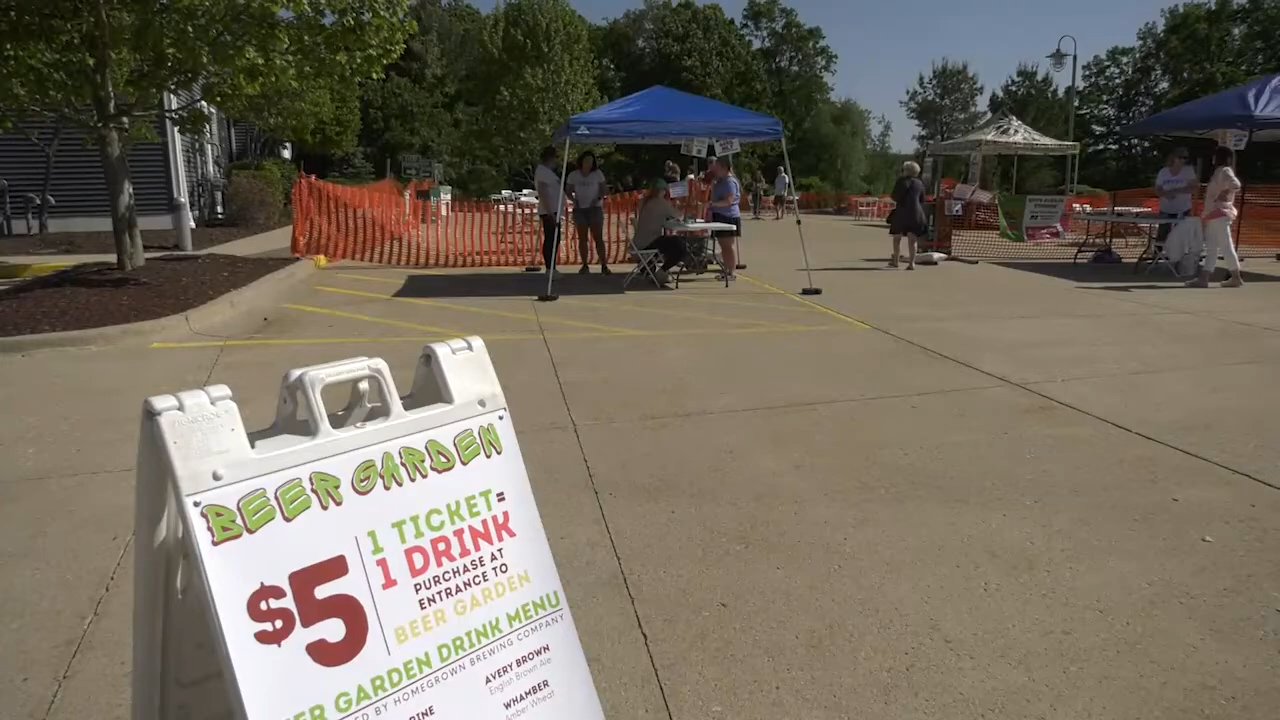 BEER GARDEN
$5
1 TICKET=
1 DRINK
PURCHASE AT
ENTRANCE TO
BEER GARDEN
GARDEN DRINK MENU
BY HOMEGROWN BREWING COMPANY
AVERY BROWN
English Brown Ale
WHAMBER
Amber Wheat